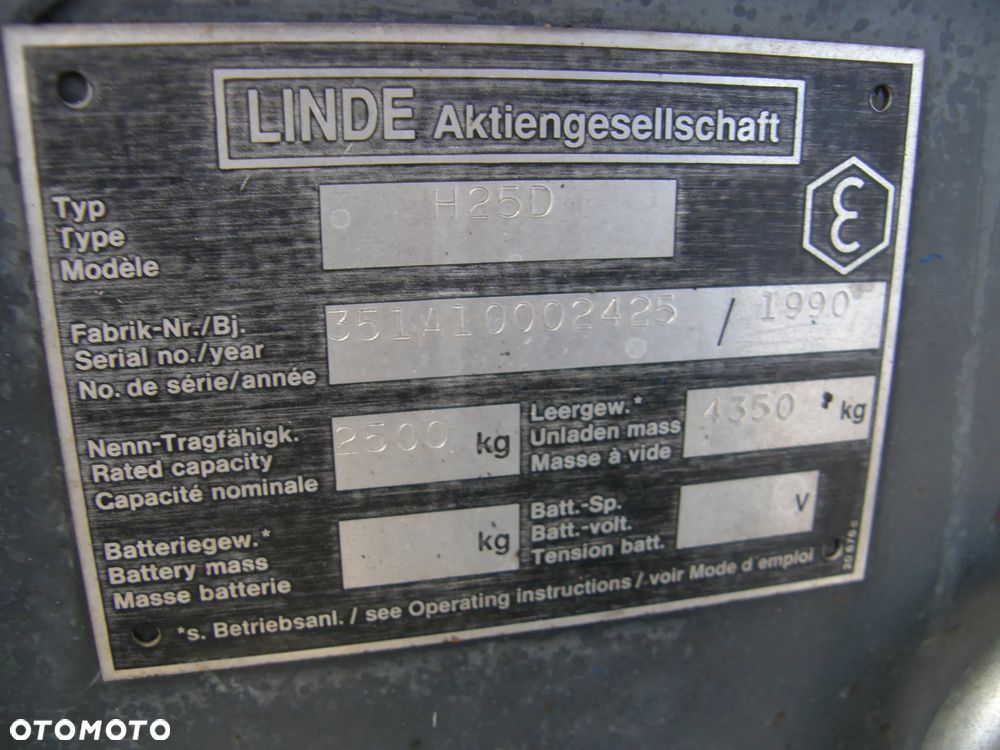 LINDE Aktiengesellschaft
Typ
Type
Modèle
H25D
Fabrik-Nr./Bj.
Serial no./year
No. de série/année
351A10002425 / 1990
Nenn-Tragfähigk.
Rated capacity
Capacité nominale
2500 kg
Leergew.*
Unladen mass
Masse à vide
4350 kg
Batteriegew.*
Battery mass
Masse batterie
kg
Batt.-Sp.
Batt.-volt.
Tension batt.
V
*s. Betriebsanl. / see Operating instructions / voir Mode d'emploi
OTOMOTO